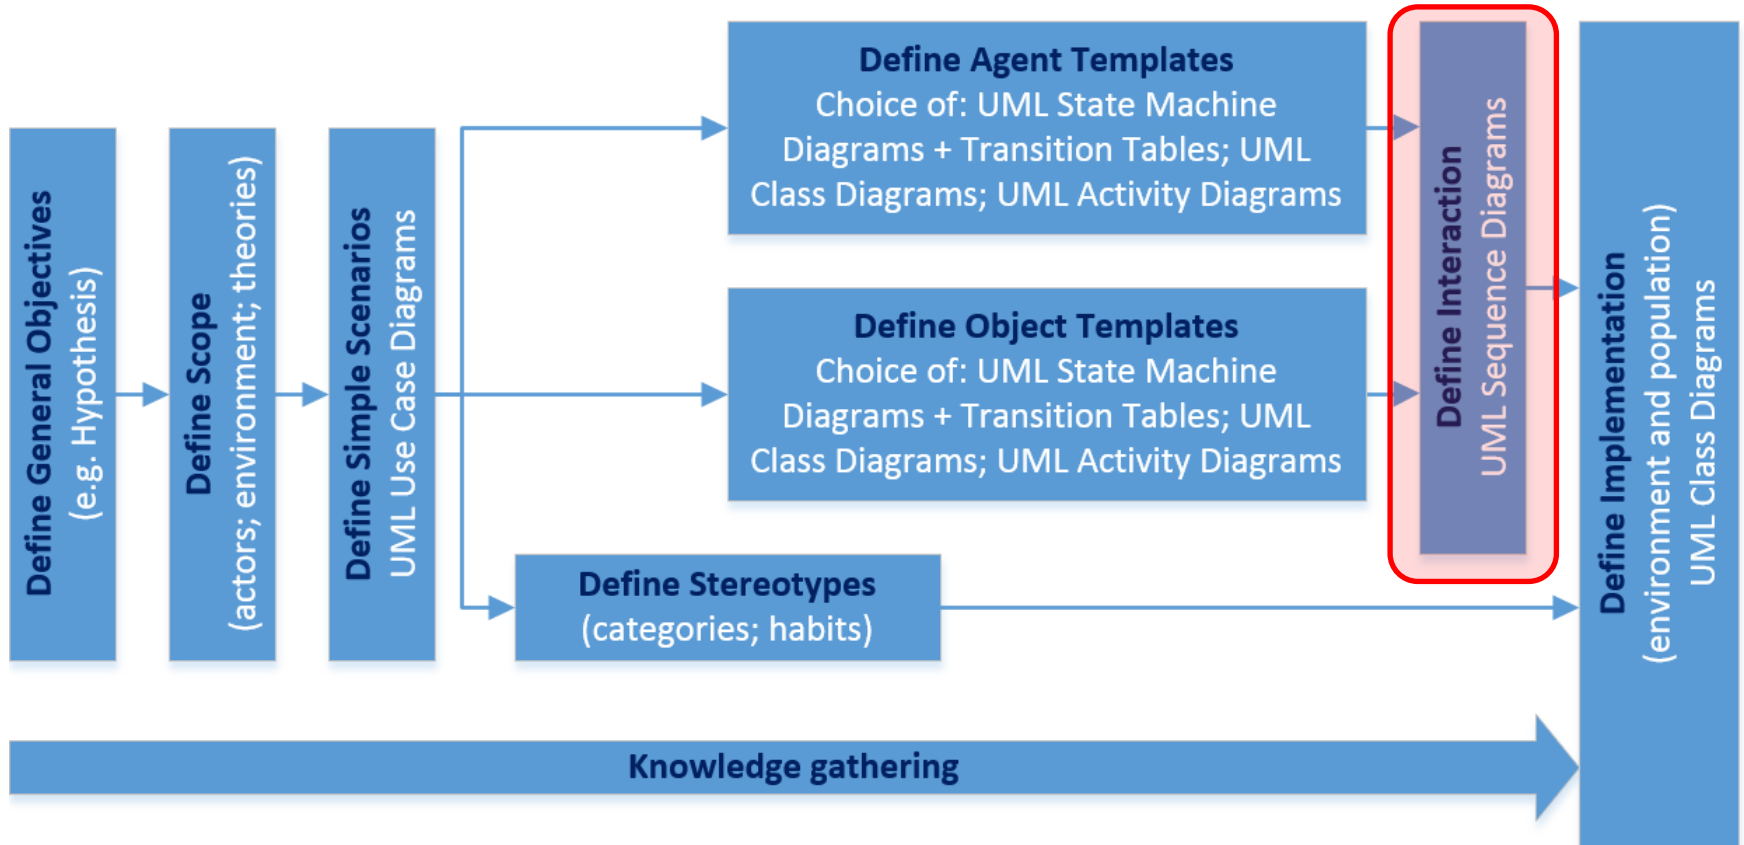 Define General Objectives
(e.g. Hypothesis)
Define Scope
(actors; environment; theories)
Define Simple Scenarios
UML Use Case Diagrams
Define Agent Templates
Choice of: UML State Machine
Diagrams + Transition Tables; UML
Class Diagrams; UML Activity Diagrams
Define Object Templates
Choice of: UML State Machine
Diagrams + Transition Tables; UML
Class Diagrams; UML Activity Diagrams
Define Stereotypes
(categories; habits)
Define Interaction
UML Sequence Diagrams
Define Implementation
(environment and population)
UML Class Diagrams
Knowledge gathering